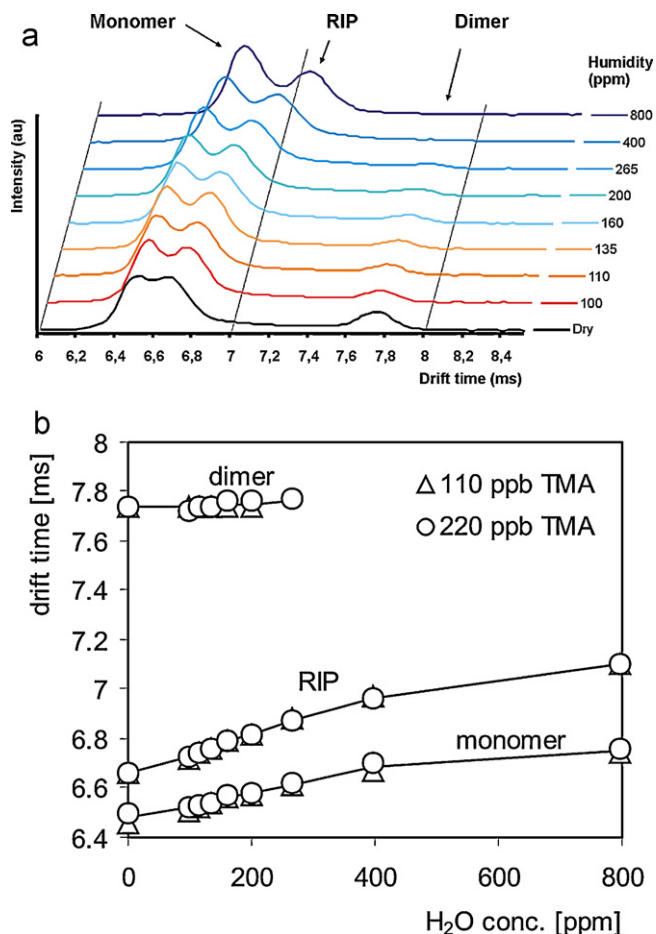 a
Monomer RIP Dimer
Humidity (ppm)
800
400
265
200
160
135
110
100
Dry
Intensity (au)
6 6,2 6,4 6,6 6,8 7 7,2 7,4 7,6 7,8 8 8,2 8,4
Drift time (ms)
b
8
7.8
7.6
7.4
7.2
7
6.8
6.6
6.4
drift time [ms]
dimer
110 ppb TMA
220 ppb TMA
RIP
monomer
0 200 400 600 800
H₂O conc. [ppm]